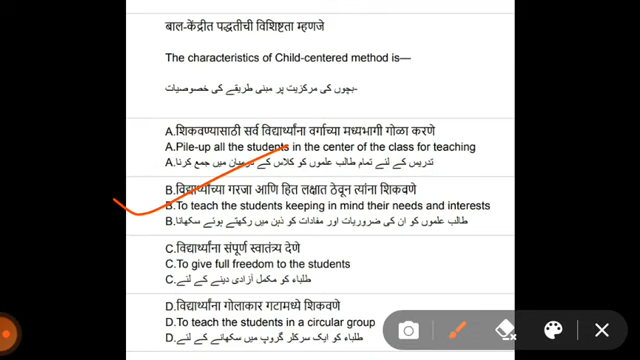 बाल-केंद्रीत पद्धतीची विशिष्टता म्हणजे
The characteristics of Child-centered method is—
بچوں کی مرکزیت پر مبنی طریقے کی خصوصیات-
A.शिकवण्यासाठी सर्व विद्यार्थ्यांना वर्गाच्या मध्यभागी गोळा करणे
A.Pile-up all the students in the center of the class for teaching
A.تدریس کے لئے تمام طالب علموں کو کلاس کے درمیان میں جمع کرنا
B.विद्यार्थ्यांच्या गरजा आणि हित लक्षात ठेवून त्यांना शिकवणे
B.To teach the students keeping in mind their needs and interests
B.طالب علموں کو ان کی ضروریات اور مفادات کو ذہن میں رکھتے ہوئے سکھانا
C.विद्यार्थ्यांना संपूर्ण स्वातंत्र्य देणे
C.To give full freedom to the students
C.طلباء کو مکمل آزادی دینے کے لئے
D.विद्यार्थ्यांना गोलाकार गटामध्ये शिकवणे
D.To teach the students in a circular group
D.طلباء کو ایک سرکلر گروپ میں سکھانے کے لئے